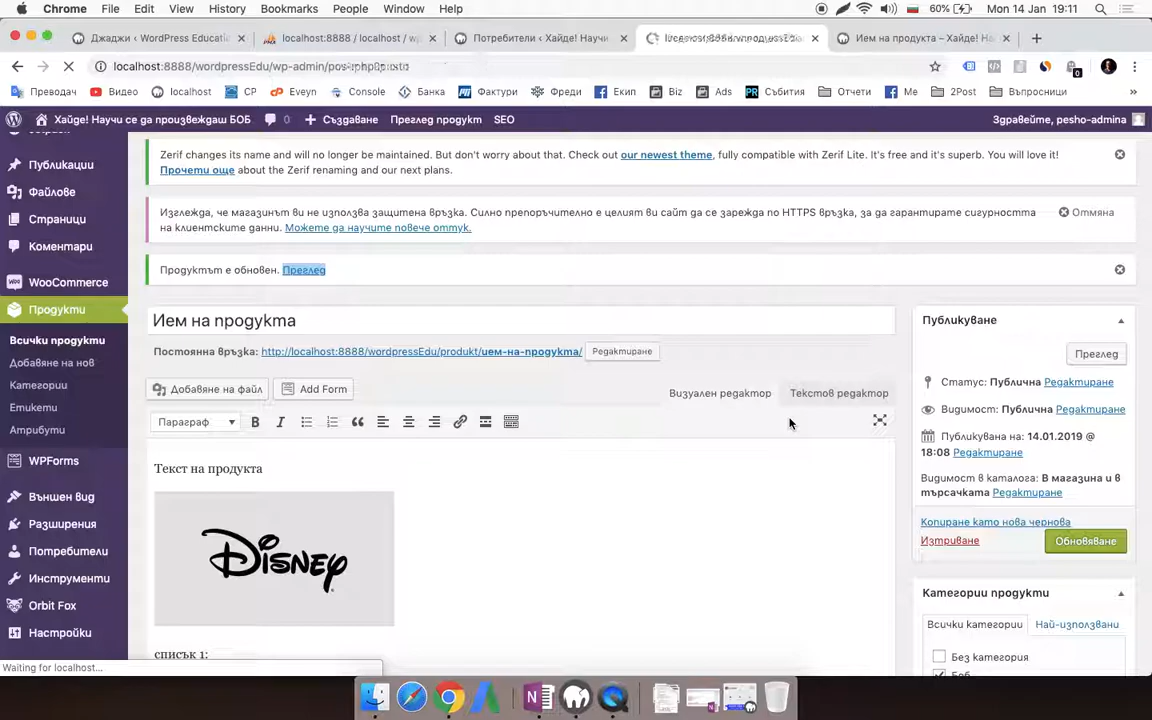 Chrome File Edit View History Bookmarks People Window Help 60% Mon 14 Jan 19:11
Джаджи ‹ WordPress Educati localhost:8888 / localhost / wp Потребители ‹ Хайде! Научи Ием на продукта – Хайде! На
localhost:8888/wordpressEdu/wp-admin/
Преводач Видео localhost CP Eveyn Console Банка Фактури Фреди Екип Biz Ads Събития Отчети Me 2Post Въпросници
Хайде! Научи се да произвеждаш БОБ 0 Създаване Преглед продукт SEO Здравейте, pesho-admina
Zerif changes its name and will no longer be maintained. But don't worry about that. Check out our newest theme, fully compatible with Zerif Lite. It's free and it's superb. You will love it!
Прочети още about the Zerif renaming and our next plans.
Изглежда, че магазинът ви не използва защитена връзка. Силно препоръчително е целият ви сайт да се зарежда по HTTPS връзка, за да гарантирате сигурността
на клиентските данни. Можете да научите повече оттук.
Отмяна
Продуктът е обновен. Преглед
Публикации
Файлове
Страници
Коментари
WooCommerce
Продукти
Всички продукти
Добавяне на нов
Категории
Етикети
Атрибути
WPForms
Външен вид
Разширения
Потребители
Инструменти
Orbit Fox
Настройки
Ием на продукта
Постоянна връзка: http://localhost:8888/wordpressEdu/produkt/ием-на-продукта/ Редактиране
Добавяне на файл Add Form Визуален редактор Текстов редактор
Параграф B I
Текст на продукта
Disney
списък 1:
Публикуване
Преглед
Статус: Публична Редактиране
Видимост: Публична Редактиране
Публикувана на: 14.01.2019 @
18:08 Редактиране
Видимост в каталога: В магазина и в
търсачката Редактиране
Копиране като нова чернова
Изтриване Обновяване
Категории продукти
Всички категории Най-използвани
Без категория
Боб
Waiting for localhost...